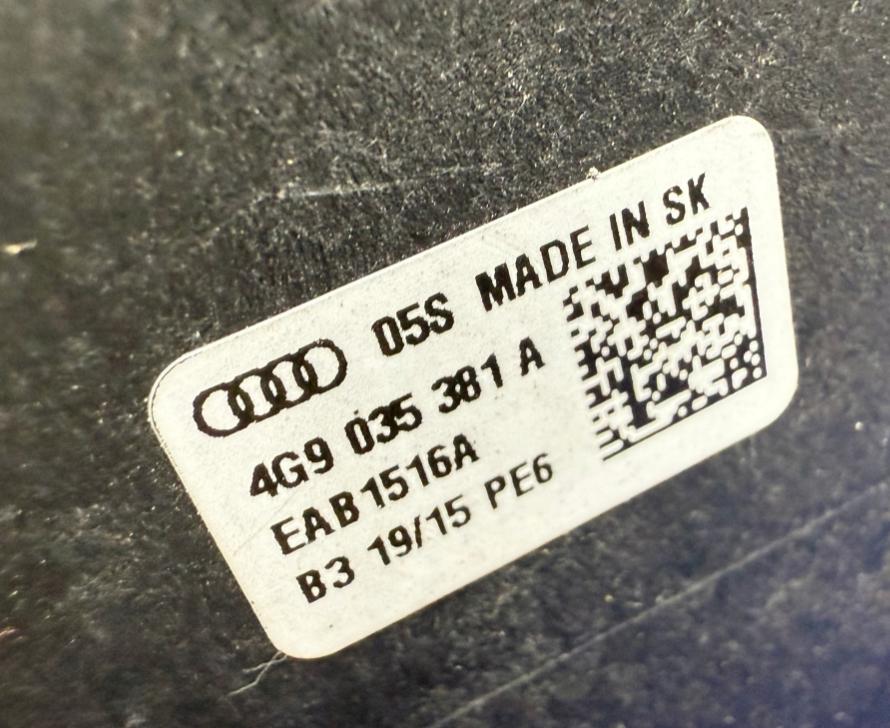 05S MADE IN SK
4G9 035 381 A
EAB1516A
B3 19/15 PE6